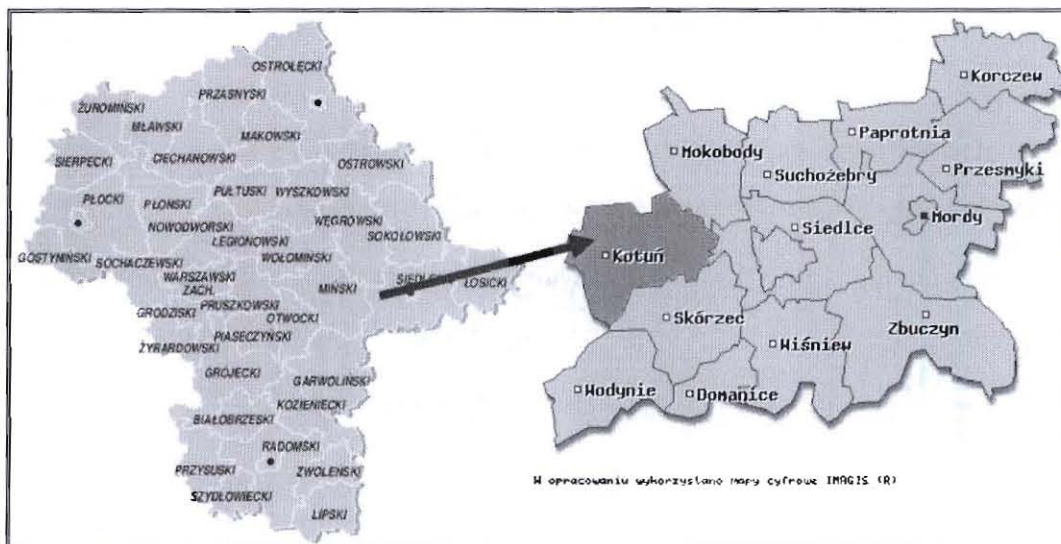 OSTROŁĘCKI
PRZASNYSKI
ŻUROMIŃSKI
MŁAWSKI
MAKOWSKI
CIECHANOWSKI
SIERPECKI
OSTROWSKI
PŁOCKI
PŁOŃSKI
PUŁTUSKI
WYSZKOWSKI
NOWODWORSKI
WĘGROWSKI
SOKOŁOWSKI
LEGIONOWSKI
GOSTYNIŃSKI
SOCHACZEWSKI
WOŁOMIŃSKI
WARSZAWSKI
ZACH.
MIŃSKI
ŁOSICKI
PRUSZKOWSKI
GRODZISKI
OTWOCKI
PIASECZYŃSKI
ŻYRARDOWSKI
GRÓJECKI
GARWOLIŃSKI
KOZIENICKI
BIAŁOBRZESKI
RADOMSKI
PRZYSUSKI
ZWOLEŃSKI
SZYDŁOWIECKI
LIPSKI
Korczew
Paprotnia
Mokobody
Suchożebry
Przesmyki
Mordy
Siedlce
Kotuń
Skórzec
Zbuczyn
Wiśniew
Wodynie
Domanice
W opracowaniu wykorzystano mapy cyfrowe IMAGIS (R)